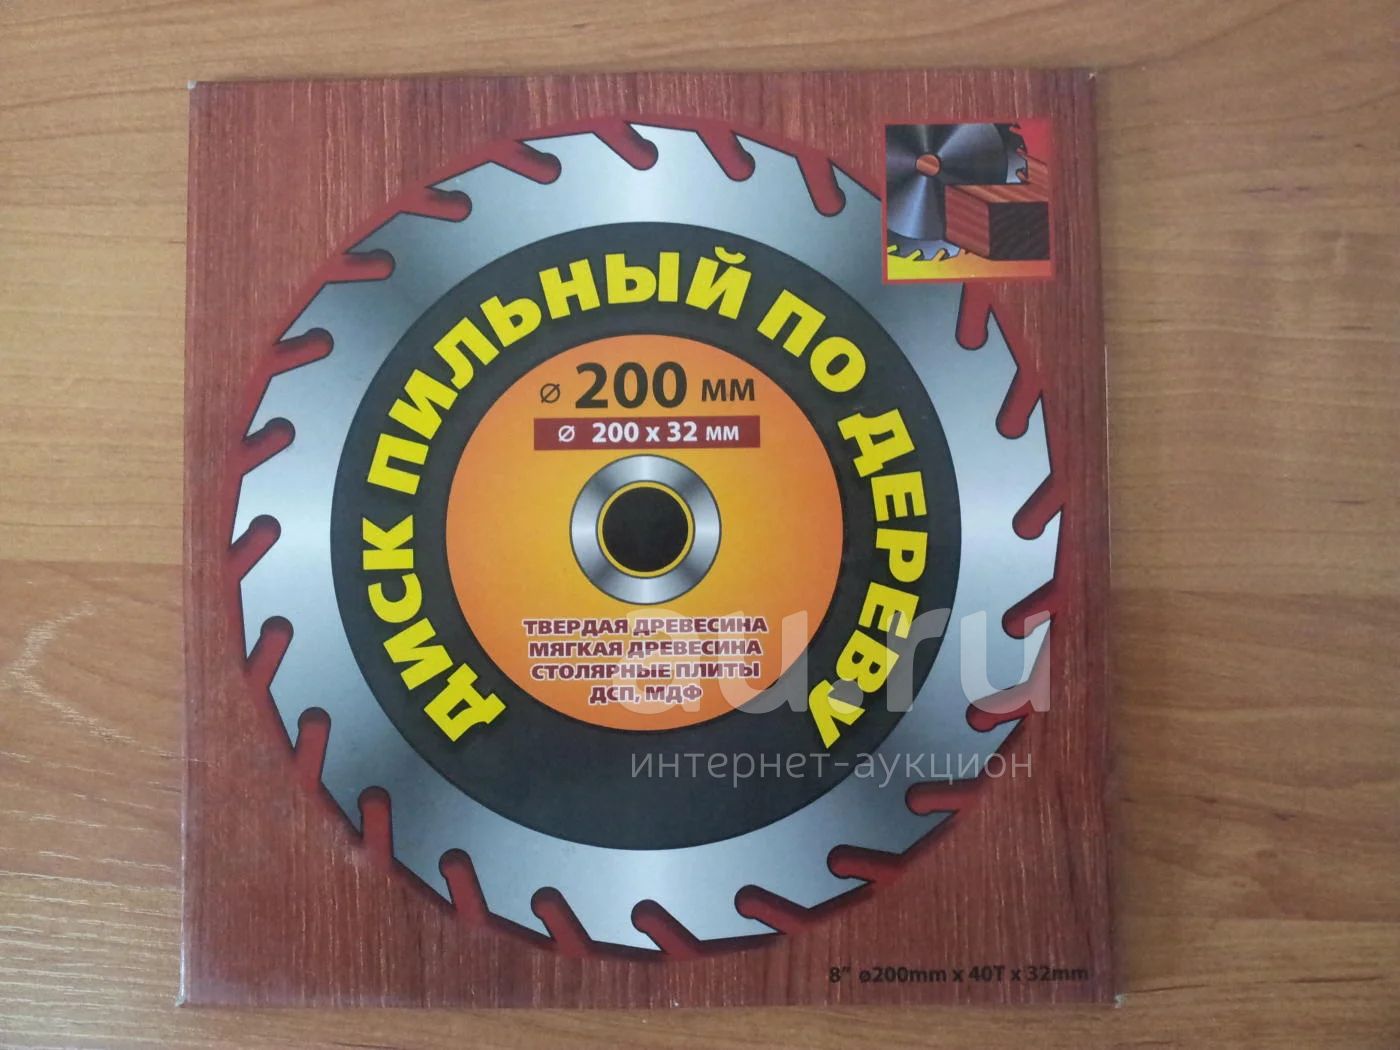 ДИСК ПИЛЬНЫЙ ПО ДЕРЕВУ
⌀ 200 мм
⌀ 200 x 32 мм
ТВЕРДАЯ ДРЕВЕСИНА
МЯГКАЯ ДРЕВЕСИНА
СТОЛЯРНЫЕ ПЛИТЫ
ДСП, МДФ
au.ru
интернет-аукцион
8” ⌀200mm x 40T x 32mm